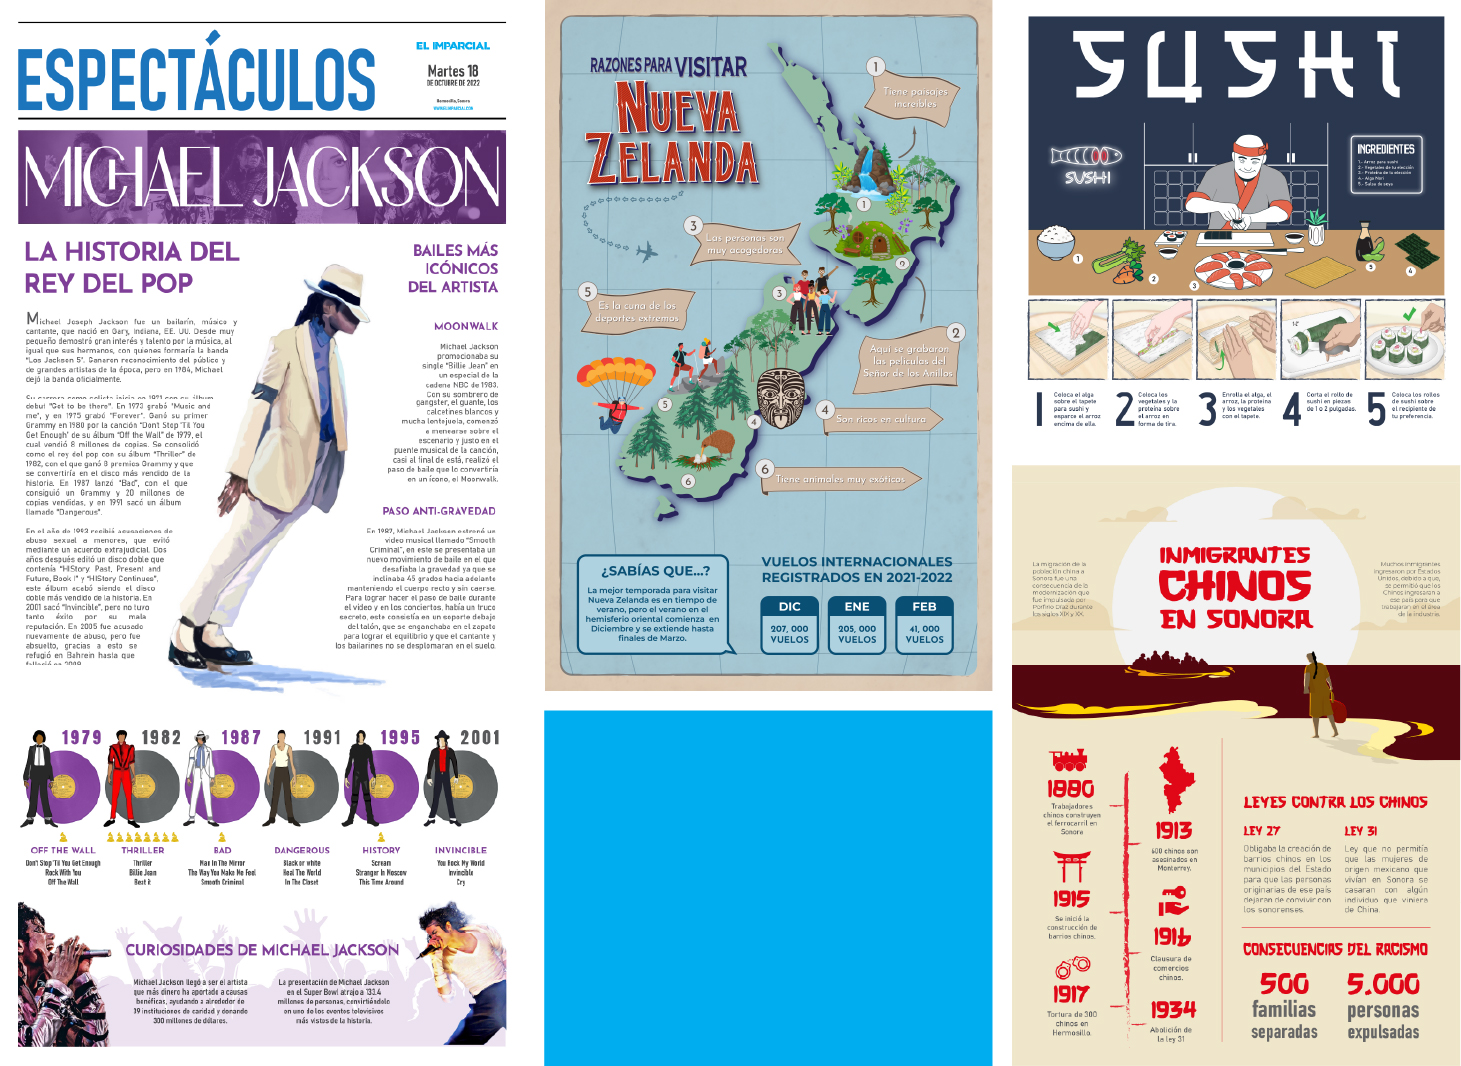 ESPECTÁCULOS
EL IMPARCIAL
Martes 18
DE OCTUBRE DE 2022
Hermosillo, Sonora
WWW.ELIMPARCIAL.COM
MICHAEL JACKSON
LA HISTORIA DEL
REY DEL POP
Michael Joseph Jackson fue un bailarín, músico y
cantante, que nació en Gary, Indiana, EE. UU. Desde muy
pequeño demostró gran interés y talento por la música, al
igual que sus hermanos, con quienes formaría la banda
"Los Jackson 5". Ganaron reconocimiento del público y
de grandes artistas de la época, pero en 1984, Michael
dejó la banda oficialmente.
Su carrera como solista inicia en 1971 con su álbum
debut "Got to be there". En 1973 grabó "Music and
me", y en 1975 grabó "Forever". Ganó su primer
Grammy en 1980 por la canción "Don't Stop 'Til You
Get Enough" de su álbum "Off the Wall" de 1979, el
cual vendió 8 millones de copias. Se consolidó
como el rey del pop con su álbum "Thriller" de
1982, con el que ganó 8 premios Grammy y que
se convertiría en el disco más vendido de la
historia. En 1987 lanzó "Bad", con el que
consiguió un Grammy y 20 millones de
copias vendidas, y en 1991 sacó un álbum
llamado "Dangerous".
En el año de 1993 recibió acusaciones de
abuso sexual a menores, que evitó
mediante un acuerdo extrajudicial. Dos
años después editó un disco doble que
contenía "HIStory. Past, Present and
Future, Book I" y "HIStory Continues",
este álbum acabó siendo el disco
doble más vendido de la historia. En
2001 sacó "Invincible", pero no tuvo
tanto éxito por su mala
reputación. En 2005 fue acusado
nuevamente de abuso, pero fue
absuelto, gracias a esto se
refugió en Bahrein hasta que
falleció en 2009.
BAILES MÁS
ICÓNICOS
DEL ARTISTA
MOONWALK
Michael Jackson
promocionaba su
single "Billie Jean" en
un especial de la
cadena NBC de 1983.
Con su sombrero de
gangster, el guante, los
calcetines blancos y
mucha lentejuela, comenzó
a menearse sobre el
escenario y justo en el
puente musical de la canción,
casi al final de está, realizó el
paso de baile que lo convertiría
en un ícono, el Moonwalk.
PASO ANTI-GRAVEDAD
En 1987, Michael Jackson estrenó un
video musical llamado "Smooth
Criminal", en este se presentaba un
nuevo movimiento de baile en el que
desafiaba la gravedad ya que se
inclinaba 45 grados hacia adelante
manteniendo el cuerpo recto y sin caerse.
Para lograr hacer el paso de baile durante
el video y en los conciertos, había un truco
secreto, este consistía en un soporte debajo
del talón, que se enganchaba en el zapato
para lograr el equilibrio y que el cantante y
los bailarines no se desplomaran en el suelo.
1979
1982
1987
1991
1995
2001
OFF THE WALL
Don't Stop 'Til You Get Enough
Rock With You
Off The Wall
THRILLER
Thriller
Billie Jean
Beat it
BAD
Man In The Mirror
The Way You Make Me Feel
Smooth Criminal
DANGEROUS
Black or white
Heal The World
In The Closet
HISTORY
Scream
Stranger In Moscow
This Time Around
INVINCIBLE
You Rock My World
Invincible
Cry
CURIOSIDADES DE MICHAEL JACKSON
Michael Jackson llegó a ser el artista
que más dinero ha aportado a causas
benéficas, ayudando a alrededor de
39 instituciones de caridad y donando
300 millones de dólares.
La presentación de Michael Jackson
en el Super Bowl atrajo a 133.4
millones de personas, convirtiéndolo
en uno de los eventos televisivos
más vistos de la historia.
RAZONES PARA VISITAR
NUEVA
ZELANDA
1
Tiene paisajes
increíbles
3
Las personas son
muy acogedoras
5
Es la cuna de los
deportes extremos
2
Aquí se grabaron
las películas del
Señor de los Anillos
4
Son ricos en cultura
6
Tiene animales muy exóticos
1
2
3
4
5
6
¿SABÍAS QUE...?
La mejor temporada para visitar
Nueva Zelanda es en tiempo de
verano, pero el verano en el
hemisferio oriental comienza en
Diciembre y se extiende hasta
finales de Marzo.
VUELOS INTERNACIONALES
REGISTRADOS EN 2021-2022
DIC
207, 000
VUELOS
ENE
205, 000
VUELOS
FEB
41, 000
VUELOS
SUSHI
SUSHI
INGREDIENTES
1.- Arroz para sushi
2.- Vegetales de tu elección
3.- Proteína de tu elección
4.- Alga Nori
5.- Salsa de soya
1
2
3
5
4
1 Coloca el alga
sobre el tapete
para sushi y
esparce el arroz
encima de ella.
2 Coloca los
vegetales y la
proteína sobre
el arroz en
forma de tira.
3 Enrolla el alga, el
arroz, la proteína
y los vegetales
con el tapete.
4 Corta el rollo de
sushi en piezas
de 1 o 2 pulgadas.
5 Coloca los rollos
de sushi sobre
el recipiente de
tu preferencia.
INMIGRANTES
CHINOS
EN SONORA
La migración de la
población china a
Sonora fue una
consecuencia de la
modernización que
fue impulsada por
Porfirio Díaz durante
los siglos XIX y XX.
Muchos inmigrantes
ingresaron por Estados
Unidos, debido a que,
se permitió que los
Chinos ingresaran a
ese país para que
trabajaran en el área
de la industria.
1880
Trabajadores
chinos construyen
el ferrocarril en
Sonora
1913
600 chinos son
asesinados en
Monterrey.
1915
Se inició la
construcción de
barrios chinos.
1916
Clausura de
comercios
chinos.
1917
Tortura de 300
chinos en
Hermosillo.
1934
Abolición de
la ley 31
LEYES CONTRA LOS CHINOS
LEY 27
Obligaba la creación de
barrios chinos en los
municipios del Estado
para que las personas
originarias de ese país
dejaran de convivir con
los sonorenses.
LEY 31
Ley que no permitía
que las mujeres de
origen mexicano que
vivían en Sonora se
casaran con algún
individuo que viniera
de China.
CONSECUENCIAS DEL RACISMO
500
familias
separadas
5.000
personas
expulsadas